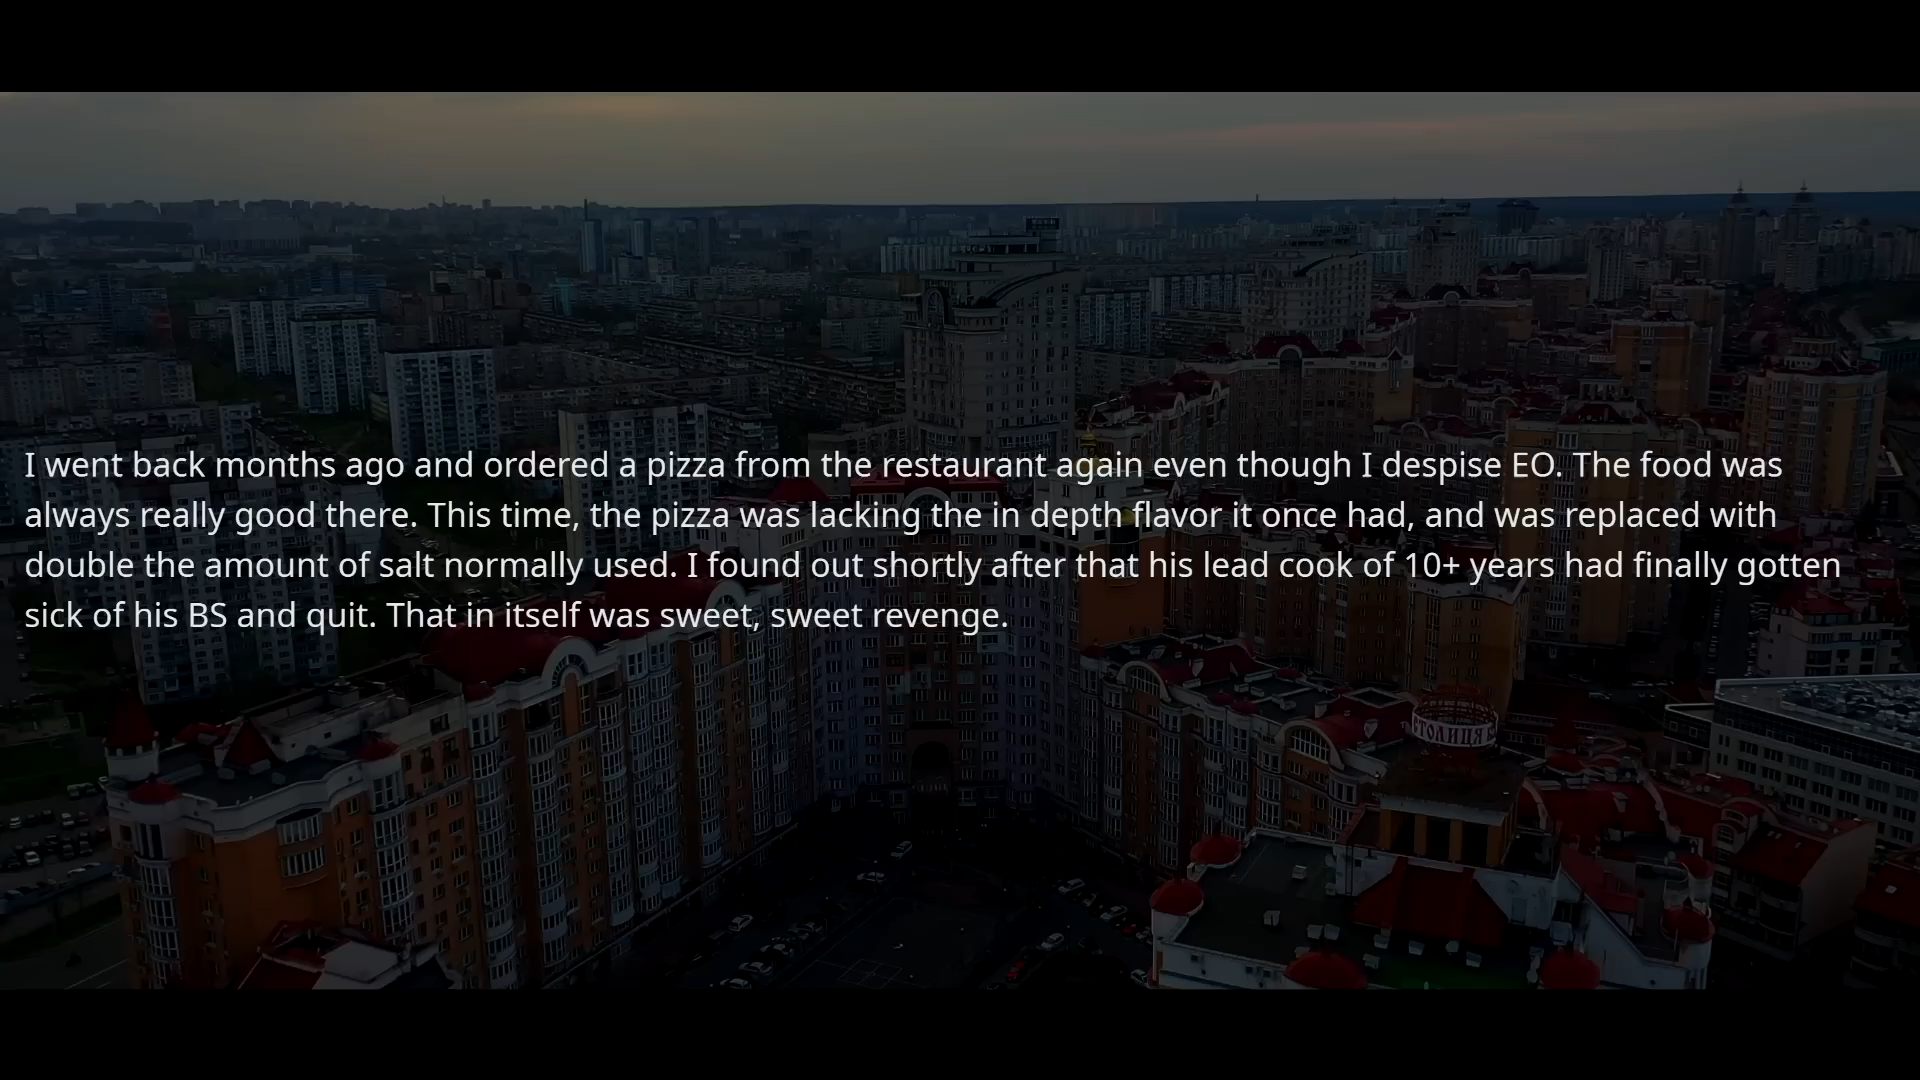 I went back months ago and ordered a pizza from the restaurant again even though I despise EO. The food was
always really good there. This time, the pizza was lacking the in depth flavor it once had, and was replaced with
double the amount of salt normally used. I found out shortly after that his lead cook of 10+ years had finally gotten
sick of his BS and quit. That in itself was sweet, sweet revenge.